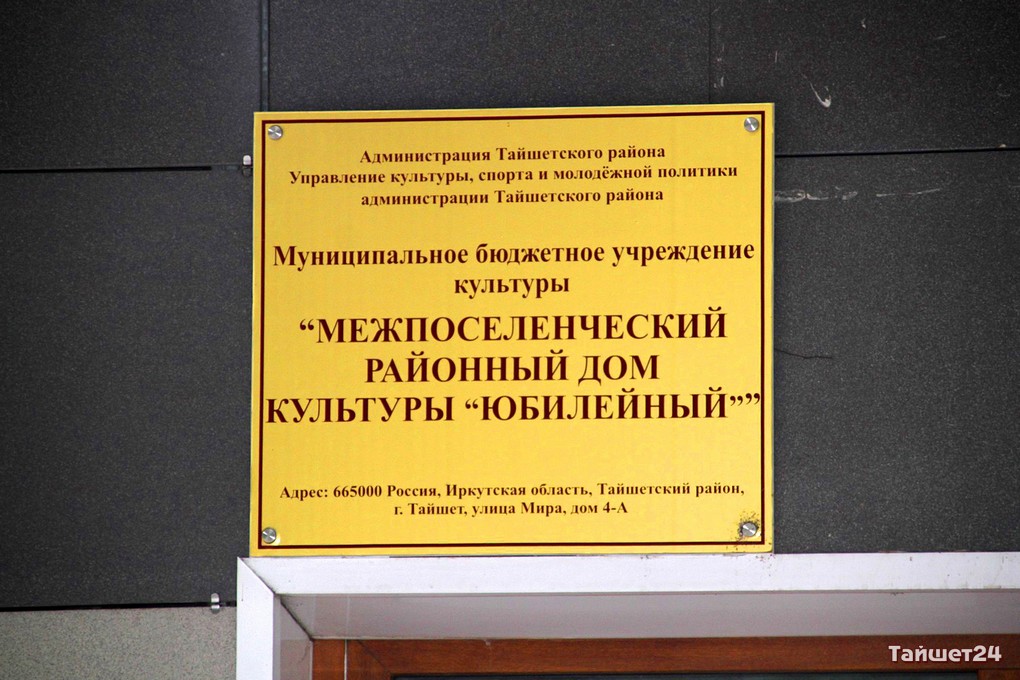 Администрация Тайшетского района
Управление культуры, спорта и молодёжной политики
администрации Тайшетского района
Муниципальное бюджетное учреждение
культуры
“МЕЖПОСЕЛЕНЧЕСКИЙ
РАЙОННЫЙ ДОМ
КУЛЬТУРЫ “ЮБИЛЕЙНЫЙ””
Адрес: 665000 Россия, Иркутская область, Тайшетский район,
г. Тайшет, улица Мира, дом 4-А
Тайшет24